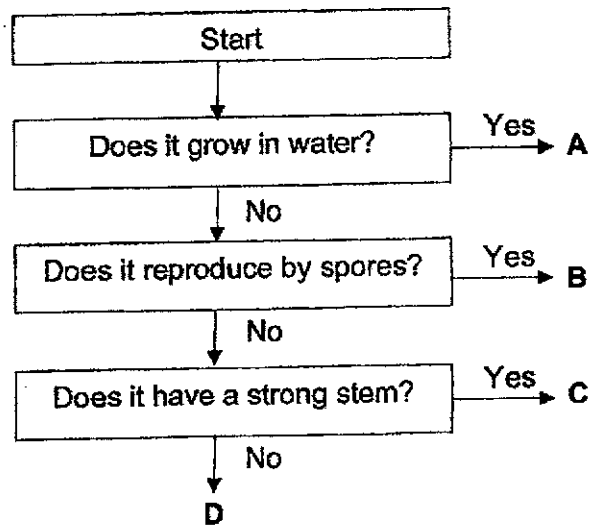 Start
Does it grow in water?
Yes
A
No
Does it reproduce by spores?
Yes
B
No
Does it have a strong stem?
Yes
C
No
D